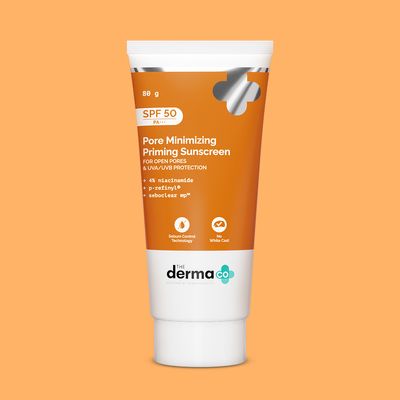 80 g
SPF 50
PA+++
Pore Minimizing
Priming Sunscreen
FOR OPEN PORES
& UVA/UVB PROTECTION
+ 4% niacinamide
+ p-refinyl®
+ seboclear mp™
Sebum Control
Technology
No
White Cast
THE
derma co